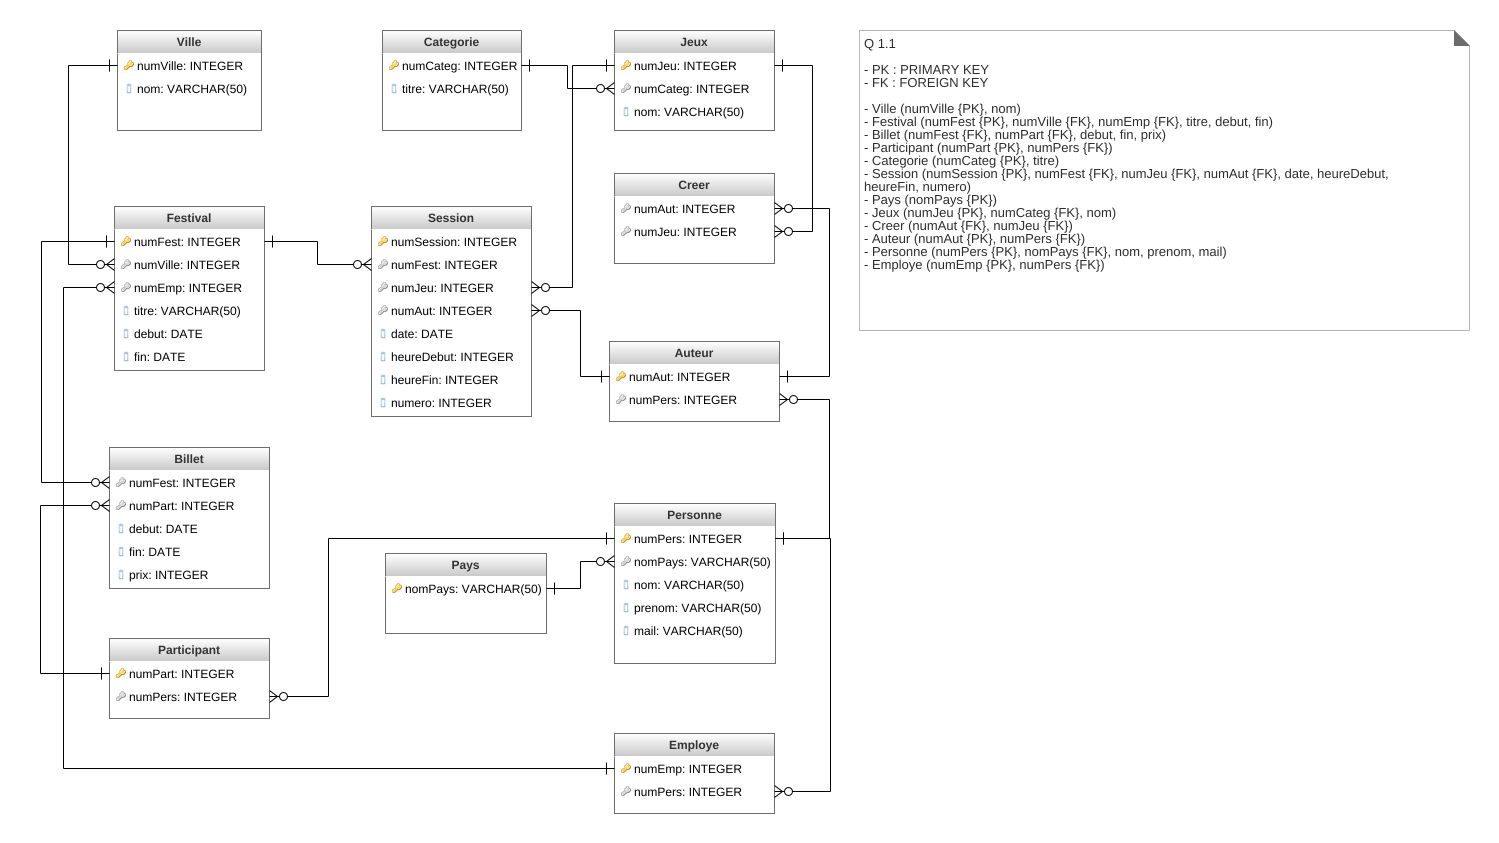 Ville
numVille: INTEGER
nom: VARCHAR(50)
Categorie
numCateg: INTEGER
titre: VARCHAR(50)
Jeux
numJeu: INTEGER
numCateg: INTEGER
nom: VARCHAR(50)
Q 1.1
- PK : PRIMARY KEY
- FK : FOREIGN KEY
- Ville (numVille {PK}, nom)
- Festival (numFest {PK}, numVille {FK}, numEmp {FK}, titre, debut, fin)
- Billet (numFest {FK}, numPart {FK}, debut, fin, prix)
- Participant (numPart {PK}, numPers {FK})
- Categorie (numCateg {PK}, titre)
- Session (numSession {PK}, numFest {FK}, numJeu {FK}, numAut {FK}, date, heureDebut,
heureFin, numero)
- Pays (nomPays {PK})
- Jeux (numJeu {PK}, numCateg {FK}, nom)
- Creer (numAut {FK}, numJeu {FK})
- Auteur (numAut {PK}, numPers {FK})
- Personne (numPers {PK}, nomPays {FK}, nom, prenom, mail)
- Employe (numEmp {PK}, numPers {FK})
Creer
numAut: INTEGER
numJeu: INTEGER
Festival
numFest: INTEGER
numVille: INTEGER
numEmp: INTEGER
titre: VARCHAR(50)
debut: DATE
fin: DATE
Session
numSession: INTEGER
numFest: INTEGER
numJeu: INTEGER
numAut: INTEGER
date: DATE
heureDebut: INTEGER
heureFin: INTEGER
numero: INTEGER
Auteur
numAut: INTEGER
numPers: INTEGER
Billet
numFest: INTEGER
numPart: INTEGER
debut: DATE
fin: DATE
prix: INTEGER
Pays
nomPays: VARCHAR(50)
Personne
numPers: INTEGER
nomPays: VARCHAR(50)
nom: VARCHAR(50)
prenom: VARCHAR(50)
mail: VARCHAR(50)
Participant
numPart: INTEGER
numPers: INTEGER
Employe
numEmp: INTEGER
numPers: INTEGER